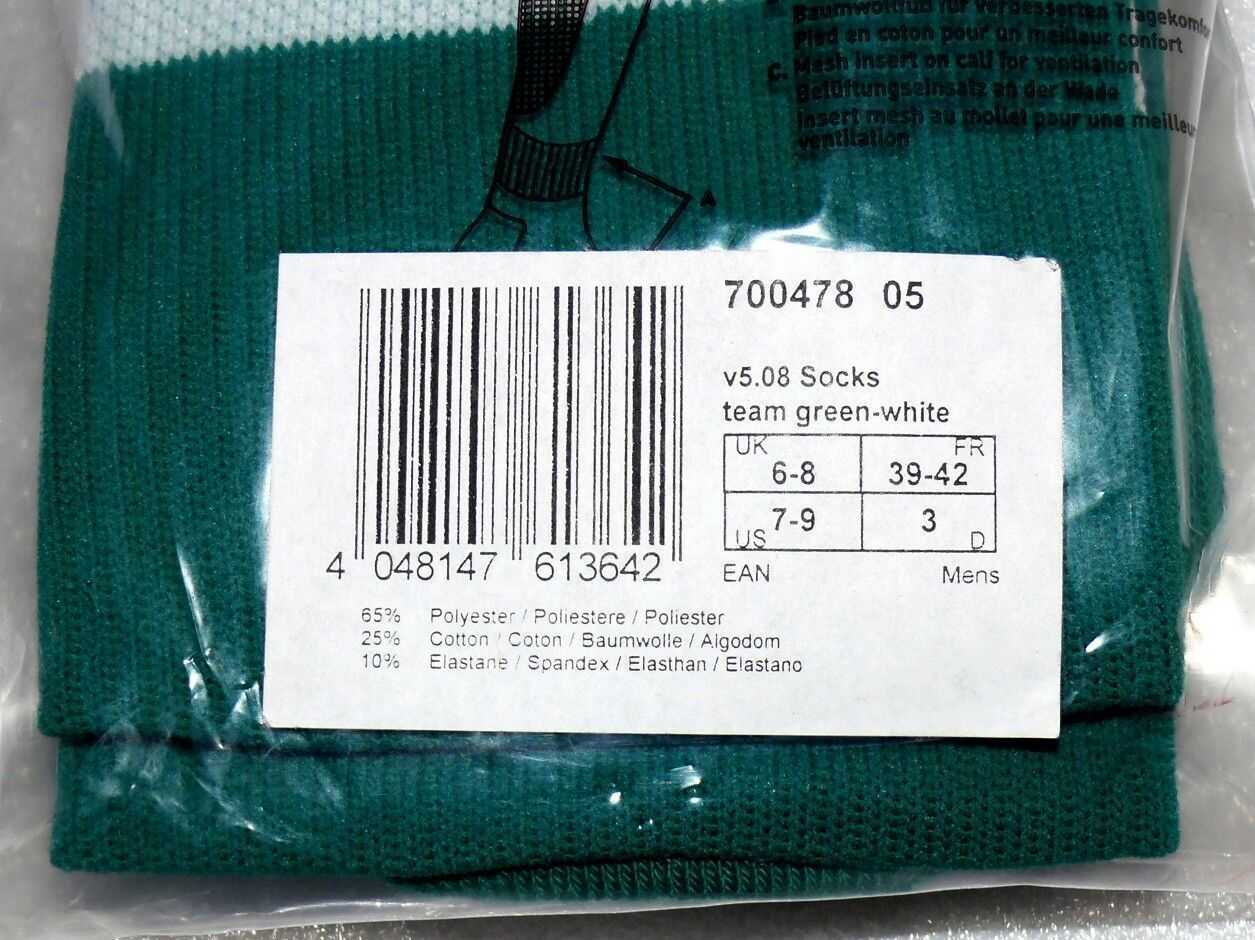 Baumwollfuß für verbesserten Tragekomfor
Pied en coton pour un meilleur confort
C. Mesh insert on calf for ventilation
Belüftungseinsatz an der Wade
Insert mesh au mollet pour une meilleur
ventilation
A
700478 05
v5.08 Socks
team green-white
UK FR
6-8 39-42
7-9 3
US D
EAN Mens
4 048147 613642
65% Polyester / Poliestere / Poliester
25% Cotton / Coton / Baumwolle / Algodom
10% Elastane / Spandex / Elasthan / Elastano